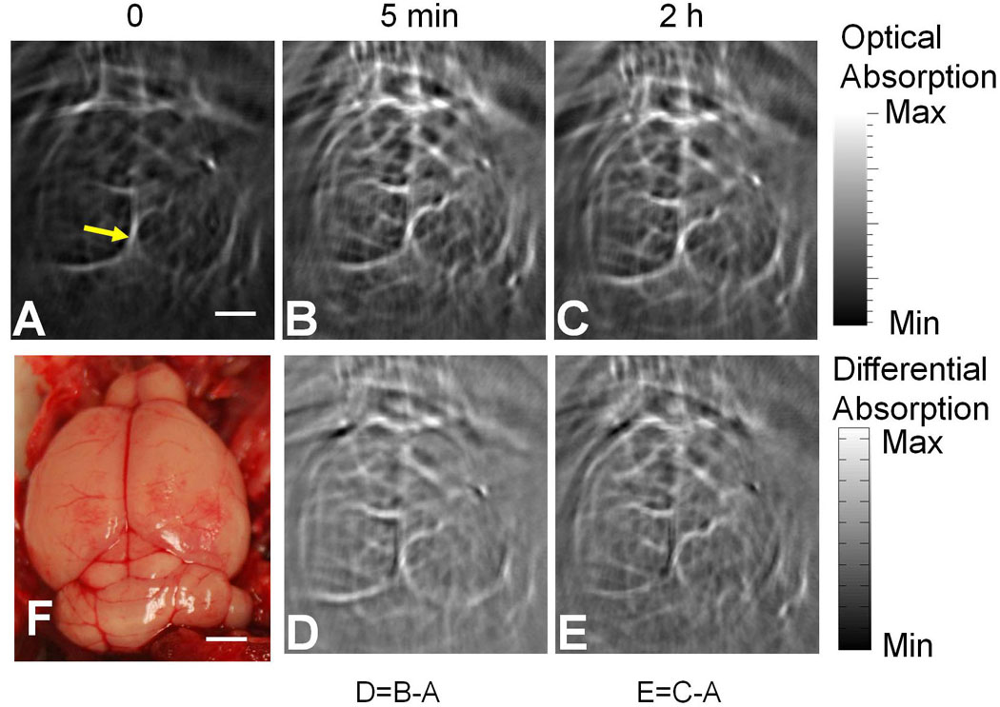 0
5 min
2 h
Optical
Absorption
Max
Min
A
B
C
Differential
Absorption
Max
Min
F
D
E
D=B-A
E=C-A